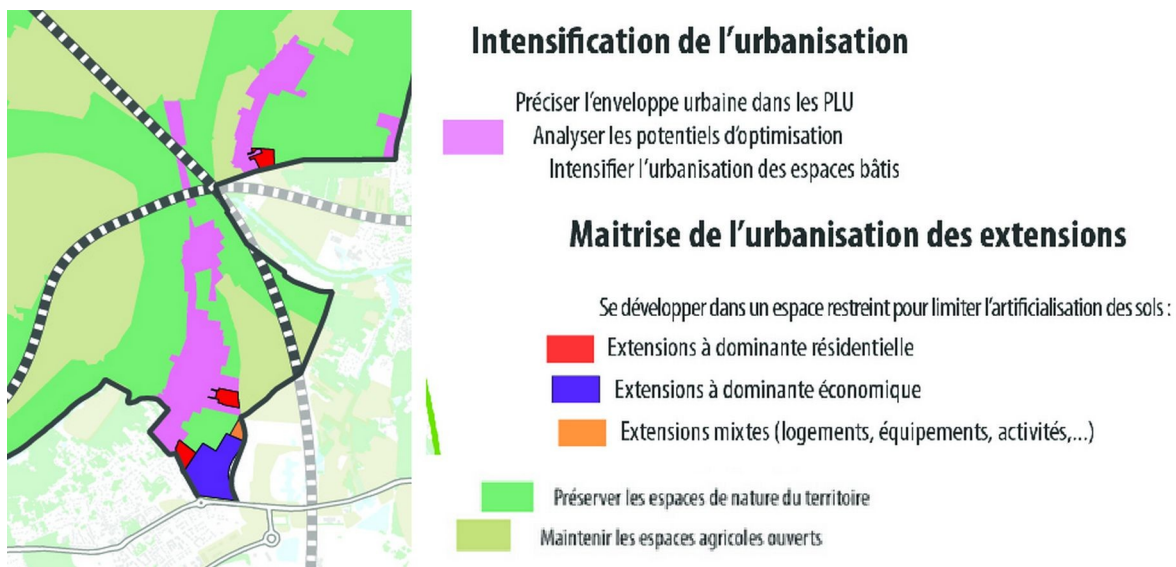 Intensification de l'urbanisation
Préciser l'enveloppe urbaine dans les PLU
Analyser les potentiels d'optimisation
Intensifier l'urbanisation des espaces bâtis
Maitrise de l'urbanisation des extensions
Se développer dans un espace restreint pour limiter l'artificialisation des sols :
Extensions à dominante résidentielle
Extensions à dominante économique
Extensions mixtes (logements, équipements, activités,...)
Préserver les espaces de nature du territoire
Maintenir les espaces agricoles ouverts